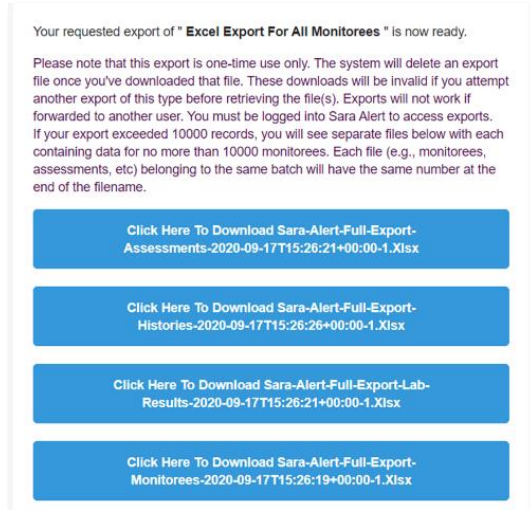 Your requested export of " Excel Export For All Monitorees " is now ready.
Please note that this export is one-time use only. The system will delete an export
file once you've downloaded that file. These downloads will be invalid if you attempt
another export of this type before retrieving the file(s). Exports will not work if
forwarded to another user. You must be logged into Sara Alert to access exports.
If your export exceeded 10000 records, you will see separate files below with each
containing data for no more than 10000 monitorees. Each file (e.g., monitorees,
assessments, etc) belonging to the same batch will have the same number at the
end of the filename.
Click Here To Download Sara-Alert-Full-Export-
Assessments-2020-09-17T15:26:21+00:00-1.Xlsx
Click Here To Download Sara-Alert-Full-Export-
Histories-2020-09-17T15:26:26+00:00-1.Xlsx
Click Here To Download Sara-Alert-Full-Export-Lab-
Results-2020-09-17T15:26:21+00:00-1.Xlsx
Click Here To Download Sara-Alert-Full-Export-
Monitorees-2020-09-17T15:26:19+00:00-1.Xlsx